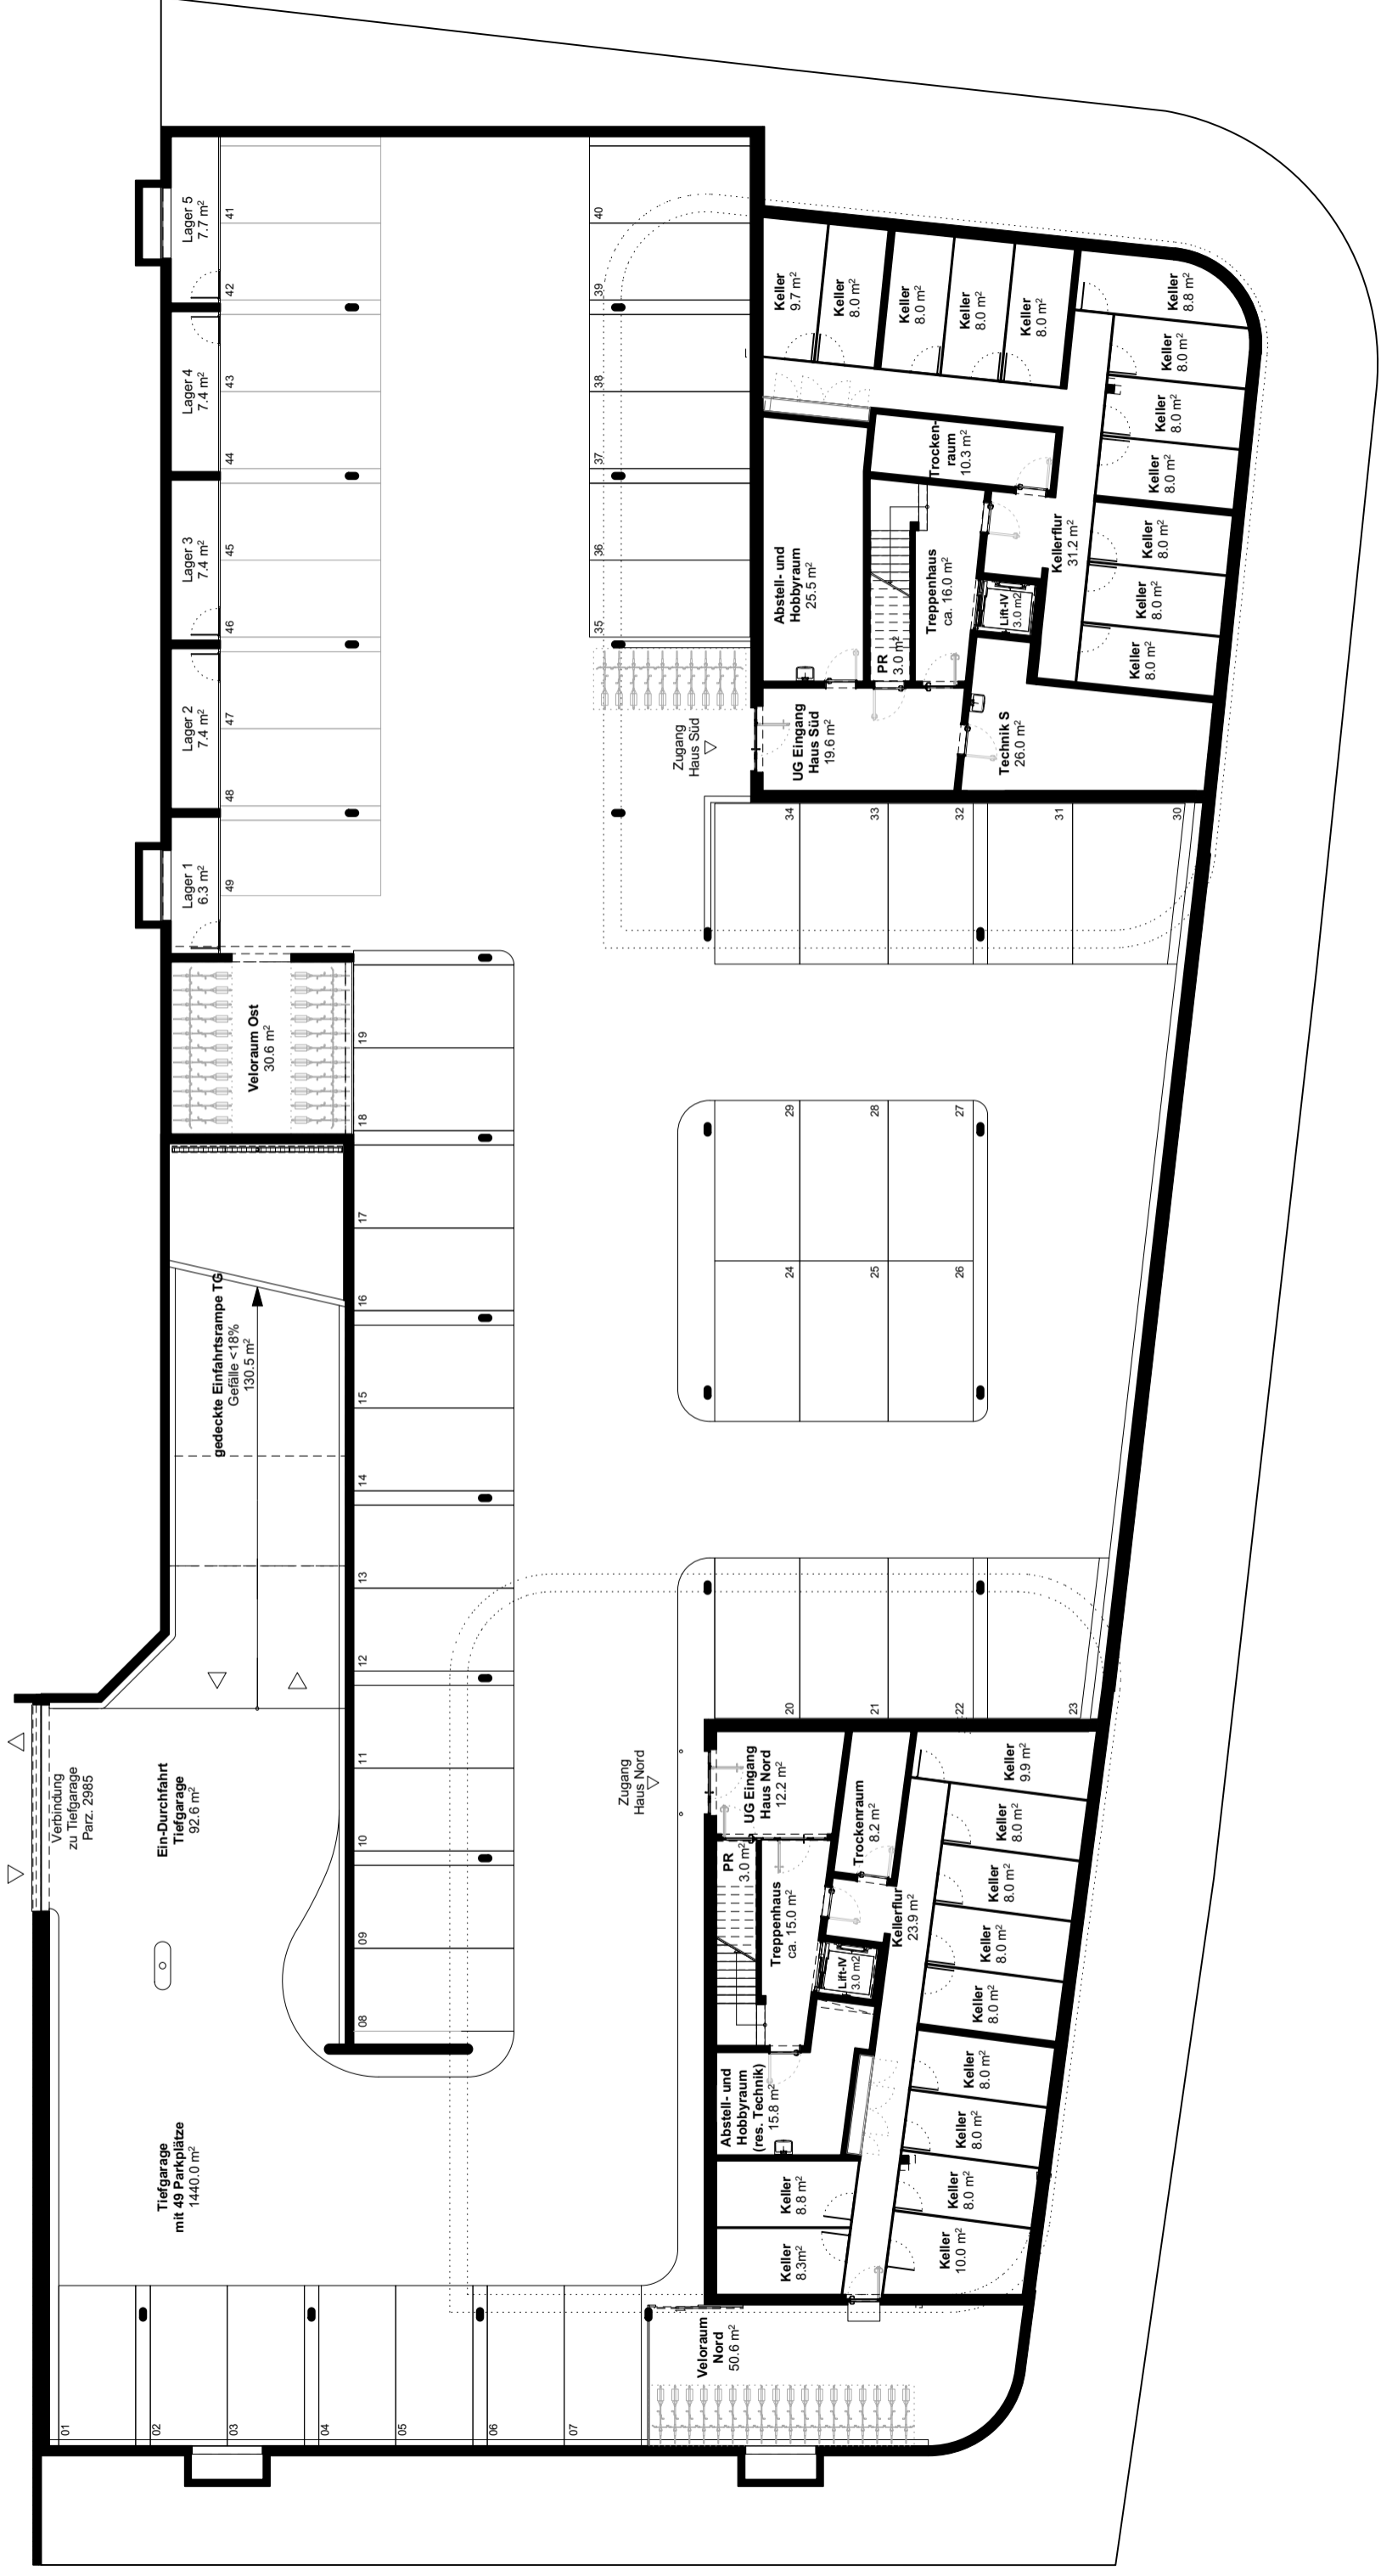 Lager 5
7.7 m²
Lager 4
7.4 m²
Lager 3
7.4 m²
Lager 2
7.4 m²
Lager 1
6.3 m²
41
42
43
44
45
46
47
48
49
40
39
38
37
36
35
Keller
9.7 m²
Keller
8.0 m²
Keller
8.0 m²
Keller
8.0 m²
Keller
8.0 m²
Keller
8.8 m²
Keller
8.0 m²
Keller
8.0 m²
Keller
8.0 m²
Keller
8.0 m²
Keller
8.0 m²
Keller
8.0 m²
Trocken-
raum
10.3 m²
Abstell- und
Hobbyraum
25.5 m²
Treppenhaus
ca. 16.0 m²
PR
3.0 m²
Kellerflur
31.2 m²
Lift-IV
3.0 m2
Zugang
Haus Süd
UG Eingang
Haus Süd
19.6 m²
Technik S
26.0 m²
34
33
32
31
30
Veloraum Ost
30.6 m²
19
18
17
16
15
14
13
12
11
10
09
08
29
28
27
24
25
26
gedeckte Einfahrtsrampe TG
Gefälle <18%
130.5 m²
20
21
22
23
Verbindung
zu Tiefgarage
Parz. 2985
Ein-Durchfahrt
Tiefgarage
92.6 m²
Zugang
Haus Nord
UG Eingang
Haus Nord
12.2 m²
PR
3.0 m²
Trockenraum
8.2 m²
Treppenhaus
ca. 15.0 m²
Kellerflur
23.9 m²
Lift-IV
3.0 m2
Keller
9.9 m²
Keller
8.0 m²
Keller
8.0 m²
Keller
8.0 m²
Keller
8.0 m²
Keller
8.0 m²
Keller
8.0 m²
Keller
8.0 m²
Keller
10.0 m²
Abstell- und
Hobbyraum
(res. Technik)
15.8 m²
Keller
8.8 m²
Keller
8.3m²
Tiefgarage
mit 49 Parkplätze
1440.0 m²
Veloraum
Nord
50.6 m²
01
02
03
04
05
06
07